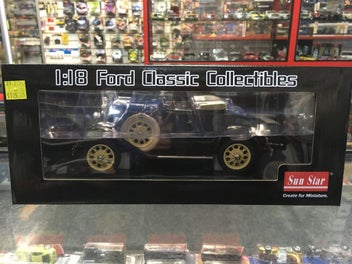 1:18 Ford Classic Collectibles
Sun Star
Create for Miniature.